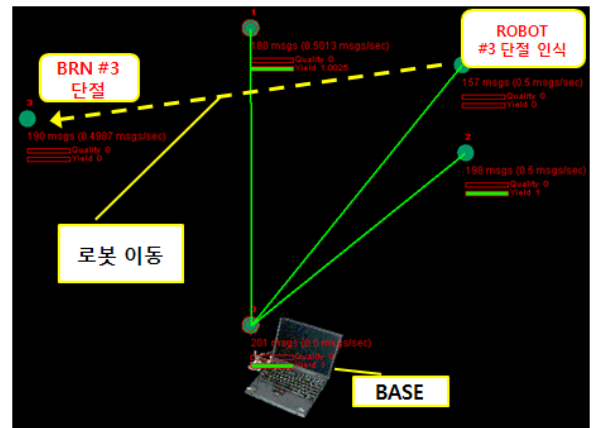 1
180 msgs (0.5013 msgs/sec)
Quality 0
Yield 1.0025
ROBOT
#3 단절 인식
157 msgs (0.5 msgs/sec)
Quality 0
Yield 0
BRN #3
단절
3
190 msgs (0.4987 msgs/sec)
Quality 0
Yield 0
2
198 msgs (0.5 msgs/sec)
Quality 0
Yield 1
로봇 이동
201 msgs (0.5 msgs/sec)
Quality 0
Yield 1
BASE